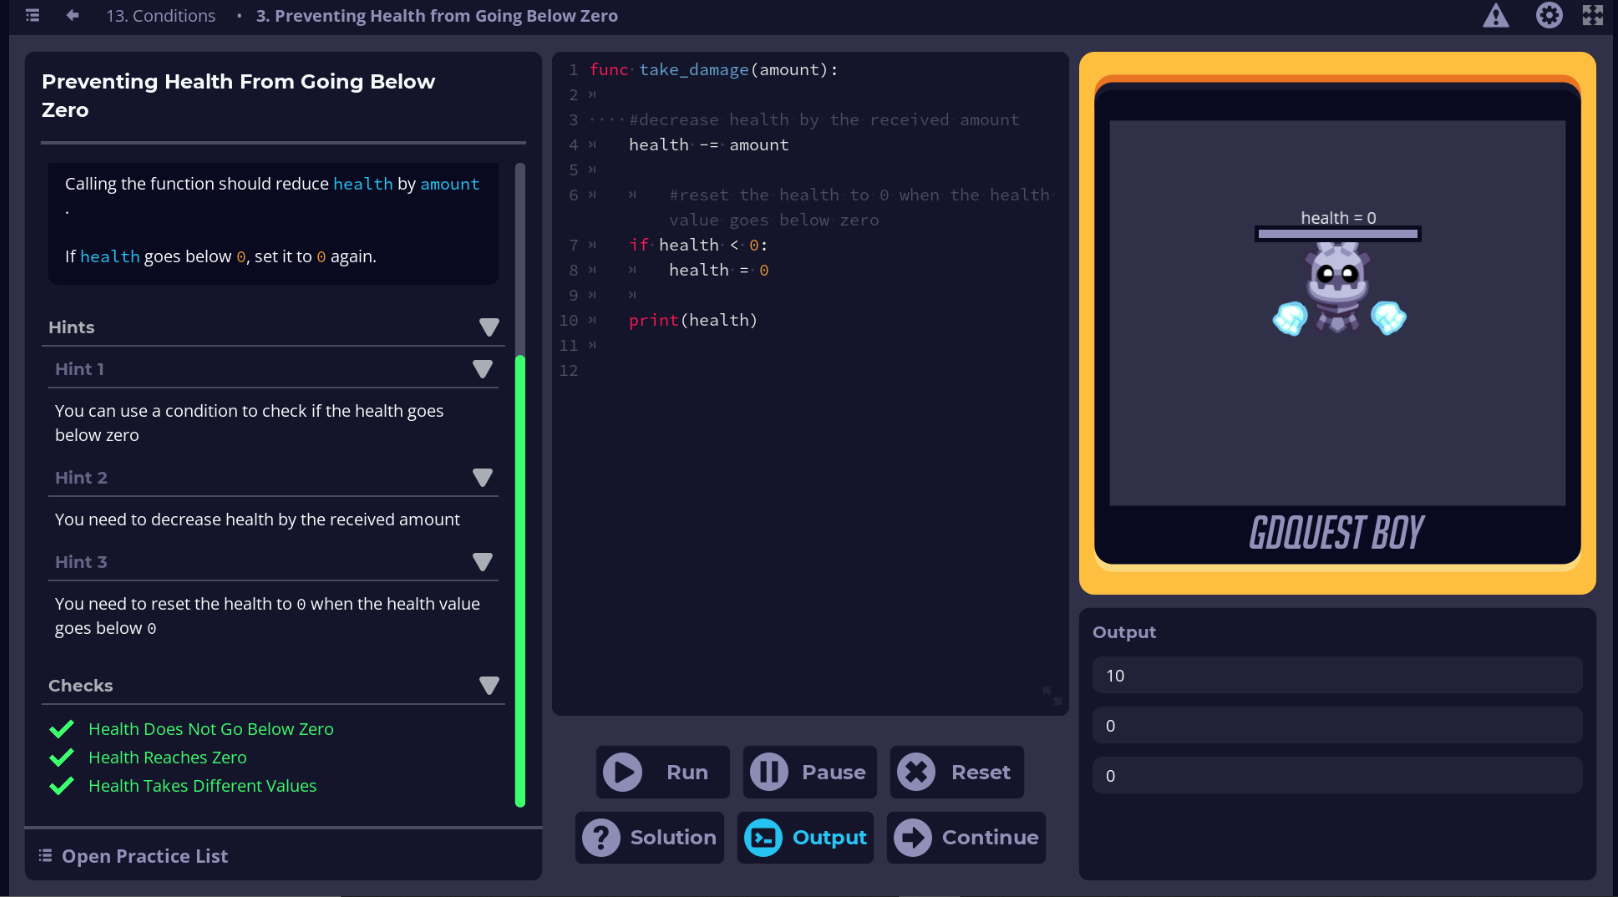 13. Conditions • 3. Preventing Health from Going Below Zero
Preventing Health From Going Below
Zero
Calling the function should reduce health by amount
.
If health goes below 0, set it to 0 again.
Hints
Hint 1
You can use a condition to check if the health goes
below zero
Hint 2
You need to decrease health by the received amount
Hint 3
You need to reset the health to 0 when the health value
goes below 0
Checks
Health Does Not Go Below Zero
Health Reaches Zero
Health Takes Different Values
Open Practice List
1 func take_damage(amount):
2
3 #decrease health by the received amount
4 health -= amount
5
6 #reset the health to 0 when the health
value goes below zero
7 if health < 0:
8 health = 0
9
10 print(health)
11
12
Run
Pause
Reset
Solution
Output
Continue
health = 0
GDQUEST BOY
Output
10
0
0